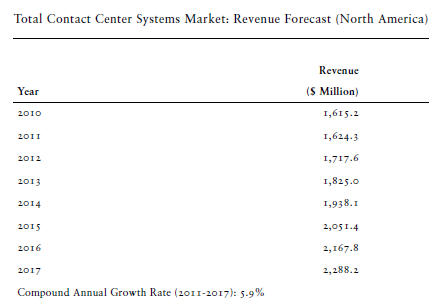 Total Contact Center Systems Market: Revenue Forecast (North America)
Revenue
Year ($ Million)
2010 1,615.2
2011 1,624.3
2012 1,717.6
2013 1,825.0
2014 1,938.1
2015 2,051.4
2016 2,167.8
2017 2,288.2
Compound Annual Growth Rate (2011-2017): 5.9%